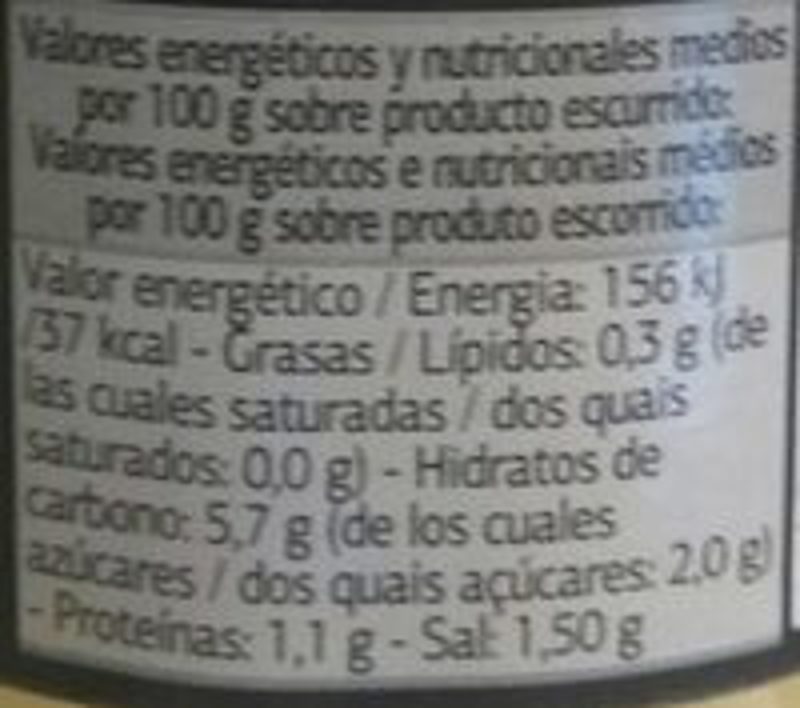 Valores energéticos y nutricionales medios
por 100 g sobre producto escurrido:
Valores energéticos e nutricionais médios
por 100 g sobre produto escorrido:
Valor energético / Energia: 156 kJ
/37 kcal - Grasas / Lípidos: 0,3 g (de
las cuales saturadas / dos quais
saturados: 0,0 g) - Hidratos de
carbono: 5,7 g (de los cuales
azúcares / dos quais açúcares: 2,0 g)
- Proteínas: 1,1 g - Sal: 1,50 g